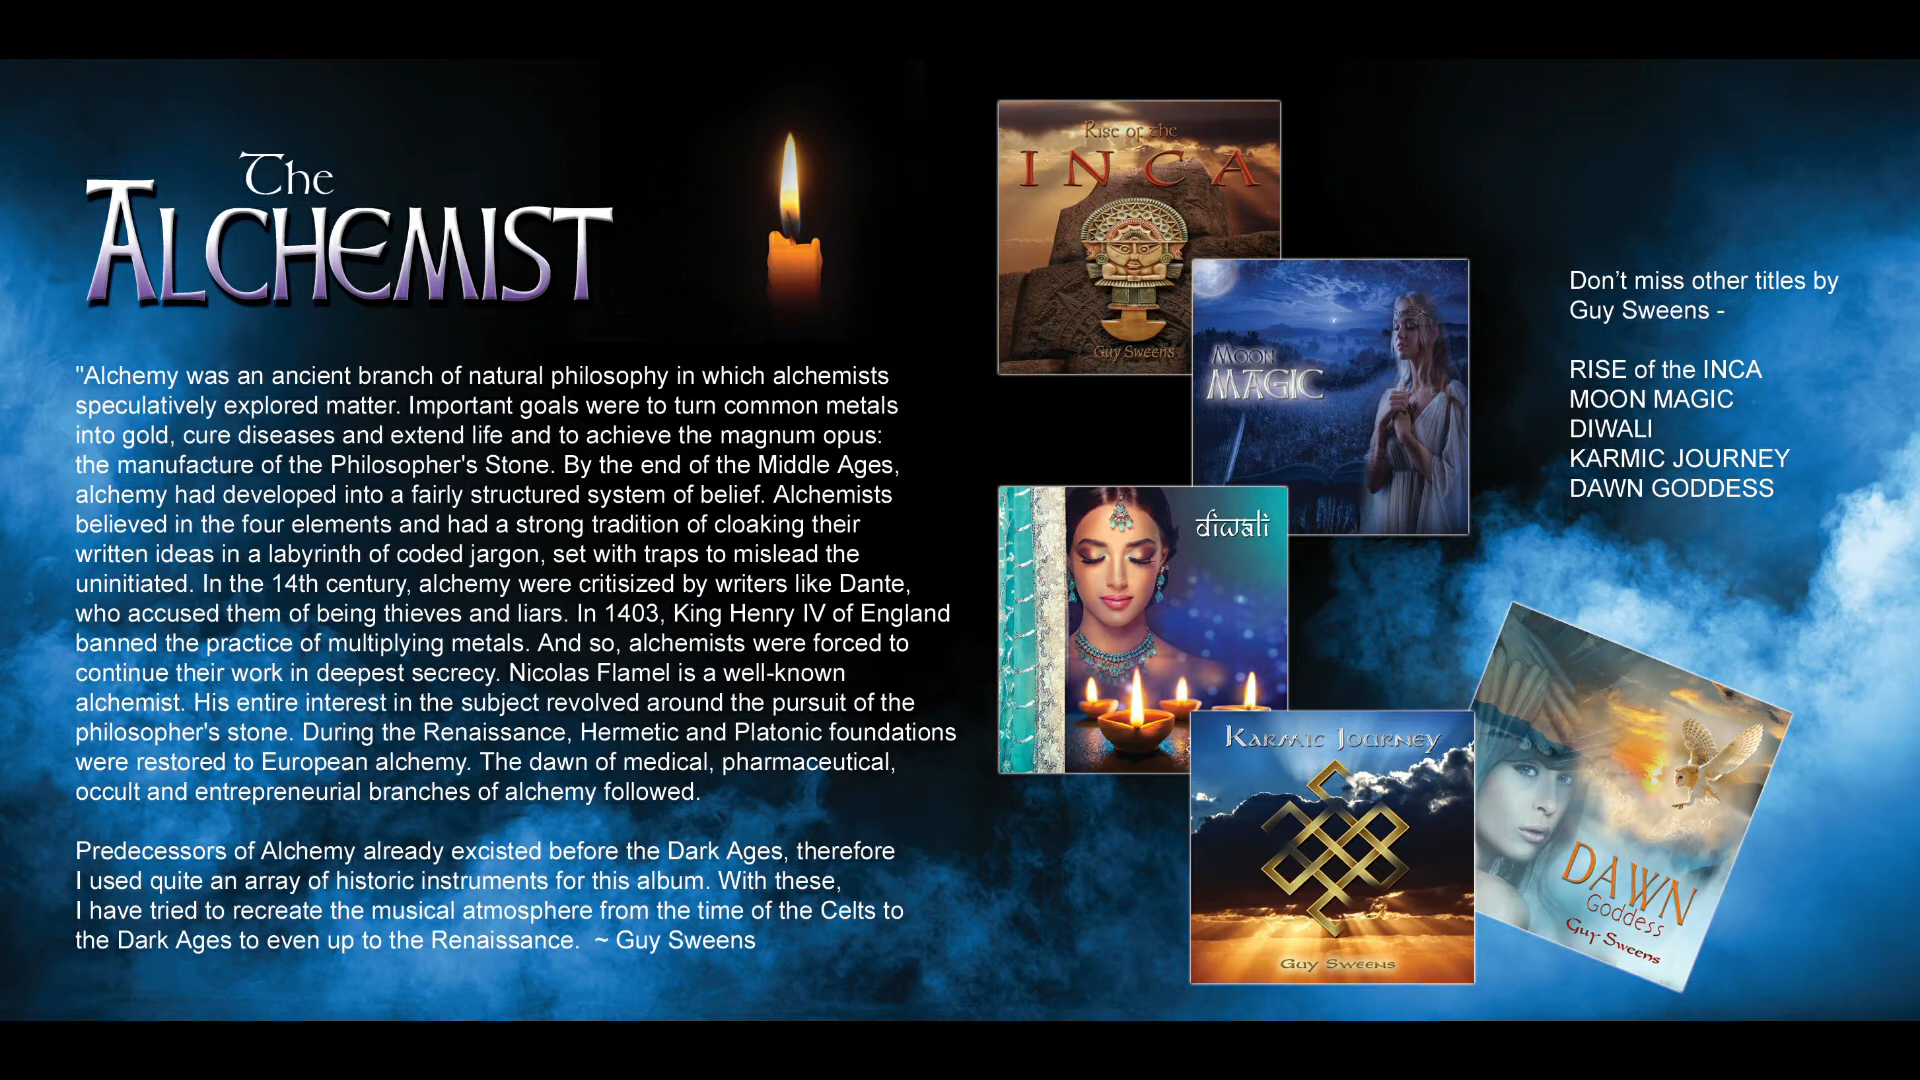 The
ALCHEMIST
"Alchemy was an ancient branch of natural philosophy in which alchemists
speculatively explored matter. Important goals were to turn common metals
into gold, cure diseases and extend life and to achieve the magnum opus:
the manufacture of the Philosopher's Stone. By the end of the Middle Ages,
alchemy had developed into a fairly structured system of belief. Alchemists
believed in the four elements and had a strong tradition of cloaking their
written ideas in a labyrinth of coded jargon, set with traps to mislead the
uninitiated. In the 14th century, alchemy were critisized by writers like Dante,
who accused them of being thieves and liars. In 1403, King Henry IV of England
banned the practice of multiplying metals. And so, alchemists were forced to
continue their work in deepest secrecy. Nicolas Flamel is a well-known
alchemist. His entire interest in the subject revolved around the pursuit of the
philosopher's stone. During the Renaissance, Hermetic and Platonic foundations
were restored to European alchemy. The dawn of medical, pharmaceutical,
occult and entrepreneurial branches of alchemy followed.
Predecessors of Alchemy already excisted before the Dark Ages, therefore
I used quite an array of historic instruments for this album. With these,
I have tried to recreate the musical atmosphere from the time of the Celts to
the Dark Ages to even up to the Renaissance. ~ Guy Sweens
Rise of the
INCA
Guy Sweens
MOON
MAGIC
diwali
Karmic Journey
Guy Sweens
DAWN
Goddess
Guy Sweens
Don’t miss other titles by
Guy Sweens -
RISE of the INCA
MOON MAGIC
DIWALI
KARMIC JOURNEY
DAWN GODDESS